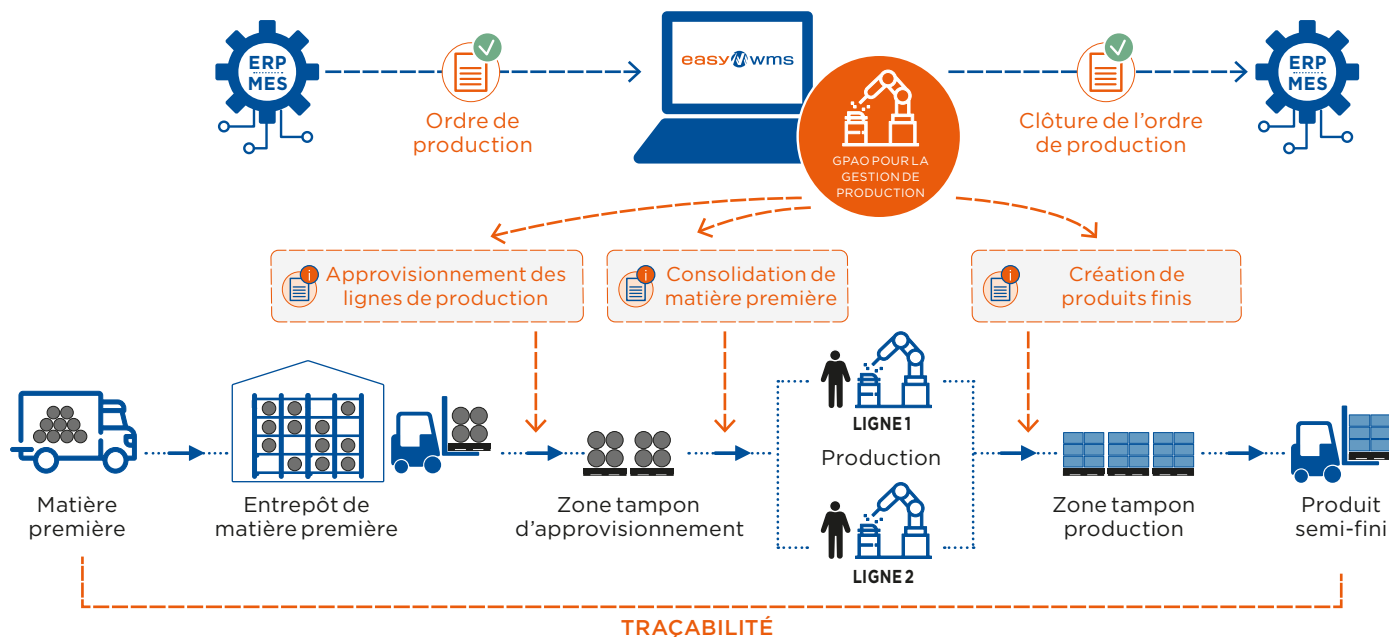 ERP
MES
Ordre de
production
easy wms
GPAO POUR LA
GESTION DE
PRODUCTION
Clôture de l'ordre
de production
ERP
MES
Approvisionnement des
lignes de production
Consolidation de
matière première
Création de
produits finis
Matière
première
Entrepôt de
matière première
Zone tampon
d'approvisionnement
LIGNE 1
Production
LIGNE 2
Zone tampon
production
Produit
semi-fini
TRAÇABILITÉ